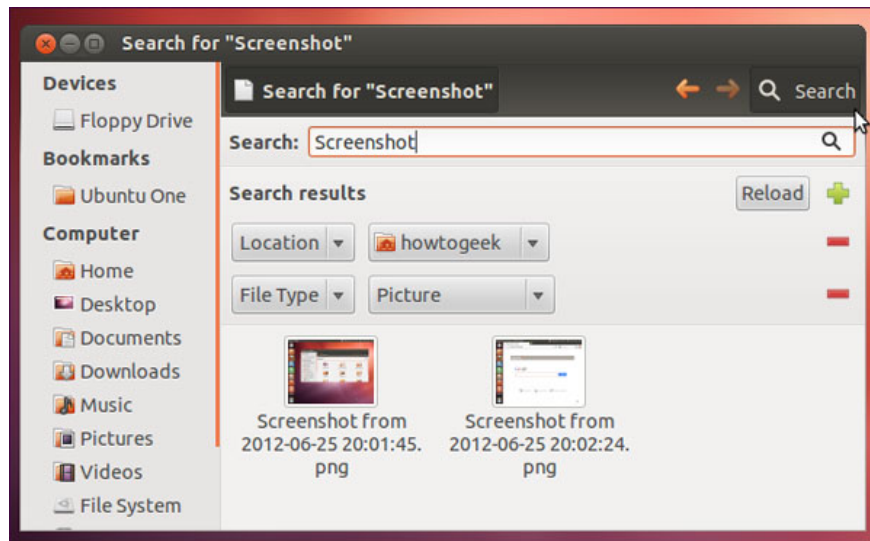 Search for "Screenshot"
Devices
Floppy Drive
Bookmarks
Ubuntu One
Computer
Home
Desktop
Documents
Downloads
Music
Pictures
Videos
File System
Search for "Screenshot"
Search
Search: Screenshot
Search results
Reload
Location
howtogeek
File Type
Picture
Screenshot from
2012-06-25 20:01:45.
png
Screenshot from
2012-06-25 20:02:24.
png